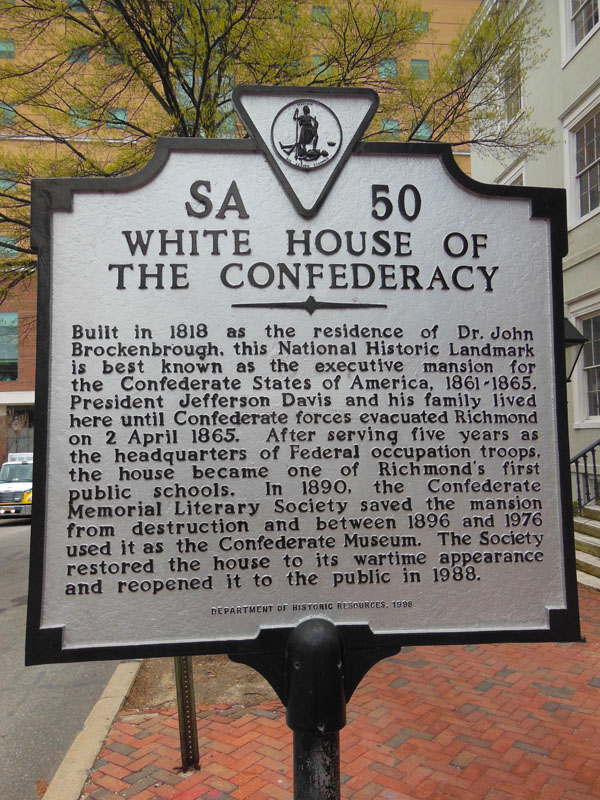 SA 50
WHITE HOUSE OF
THE CONFEDERACY
Built in 1818 as the residence of Dr. John
Brockenbrough, this National Historic Landmark
is best known as the executive mansion for
the Confederate States of America, 1861-1865.
President Jefferson Davis and his family lived
here until Confederate forces evacuated Richmond
on 2 April 1865. After serving five years as
the headquarters of Federal occupation troops,
the house became one of Richmond's first
public schools. In 1890, the Confederate
Memorial Literary Society saved the mansion
from destruction and between 1896 and 1976
used it as the Confederate Museum. The Society
restored the house to its wartime appearance
and reopened it to the public in 1988.
DEPARTMENT OF HISTORIC RESOURCES, 1998